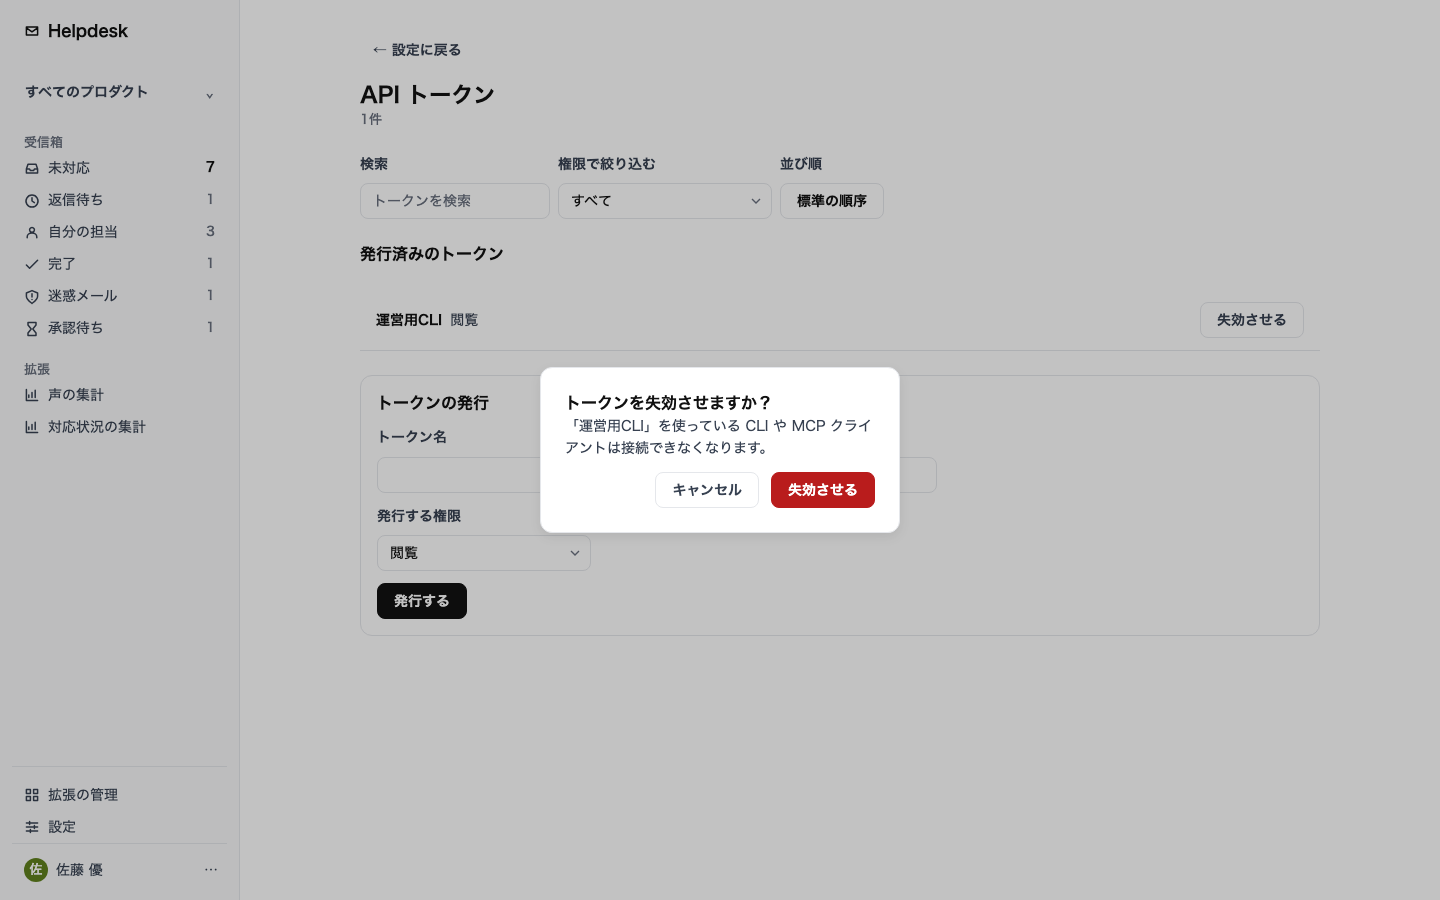 Helpdesk
すべてのプロダクト
受信箱
未対応 7
返信待ち 1
自分の担当 3
完了 1
迷惑メール 1
承認待ち 1
拡張
声の集計
対応状況の集計
拡張の管理
設定
佐 佐藤 優 …
← 設定に戻る
API トークン
1件
検索 権限で絞り込む 並び順
トークンを検索 すべて 標準の順序
発行済みのトークン
運営用CLI 閲覧 失効させる
トークンの発行
トークン名
発行する権限
閲覧
発行する
トークンを失効させますか？
「運営用CLI」を使っている CLI や MCP クライ
アントは接続できなくなります。
キャンセル 失効させる